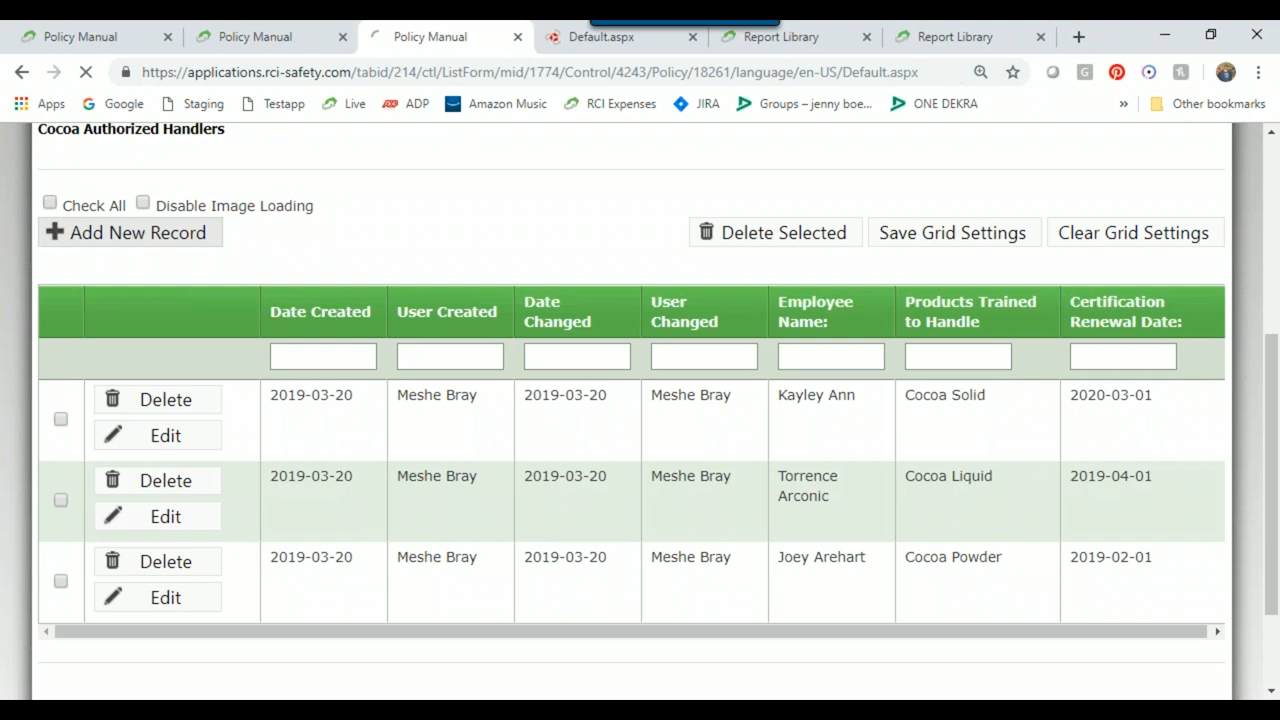 Policy Manual
Policy Manual
Policy Manual
Default.aspx
Report Library
Report Library
https://applications.rci-safety.com/tabid/214/ctl/ListForm/mid/1774/Control/4243/Policy/18261/language/en-US/Default.aspx
Apps
Google
Staging
Testapp
Live
ADP
Amazon Music
RCI Expenses
JIRA
Groups – jenny boe...
ONE DEKRA
»
Other bookmarks
Cocoa Authorized Handlers
Check All
Disable Image Loading
Add New Record
Delete Selected
Save Grid Settings
Clear Grid Settings
Date Created
User Created
Date
Changed
User
Changed
Employee
Name:
Products Trained
to Handle
Certification
Renewal Date:
Delete
Edit
2019-03-20
Meshe Bray
2019-03-20
Meshe Bray
Kayley Ann
Cocoa Solid
2020-03-01
Delete
Edit
2019-03-20
Meshe Bray
2019-03-20
Meshe Bray
Torrence
Arconic
Cocoa Liquid
2019-04-01
Delete
Edit
2019-03-20
Meshe Bray
2019-03-20
Meshe Bray
Joey Arehart
Cocoa Powder
2019-02-01